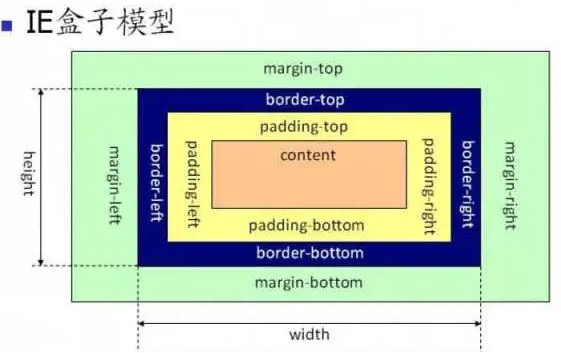 IE盒子模型
margin-top
border-top
padding-top
content
height
margin-left
border-left
padding-left
padding-right
border-right
margin-right
padding-bottom
border-bottom
margin-bottom
width